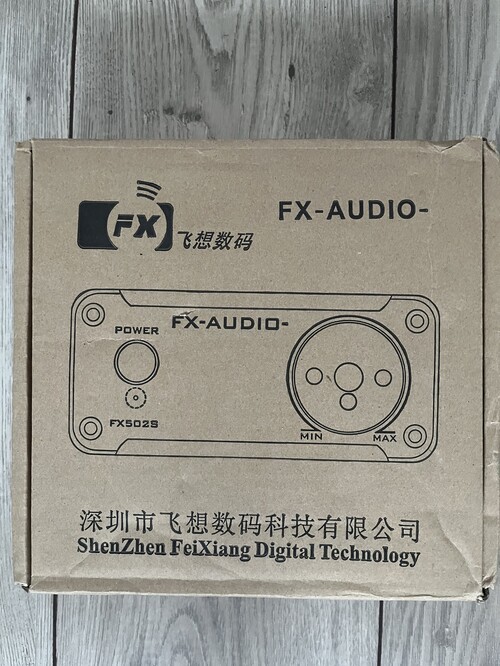 FX
飞想数码
FX-AUDIO-
POWER
FX-AUDIO-
FX502S
MIN
MAX
深圳市飞想数码科技有限公司
ShenZhen FeiXiang Digital Technology